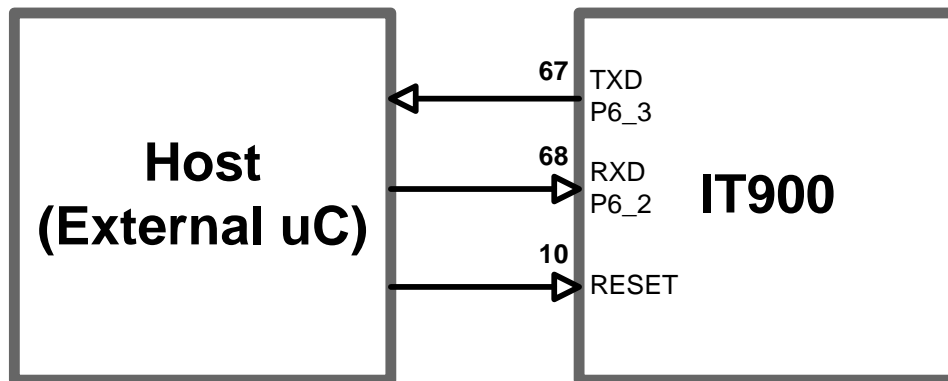 Host
(External uC)
67
TXD
P6_3
68
RXD
P6_2
10
RESET
IT900